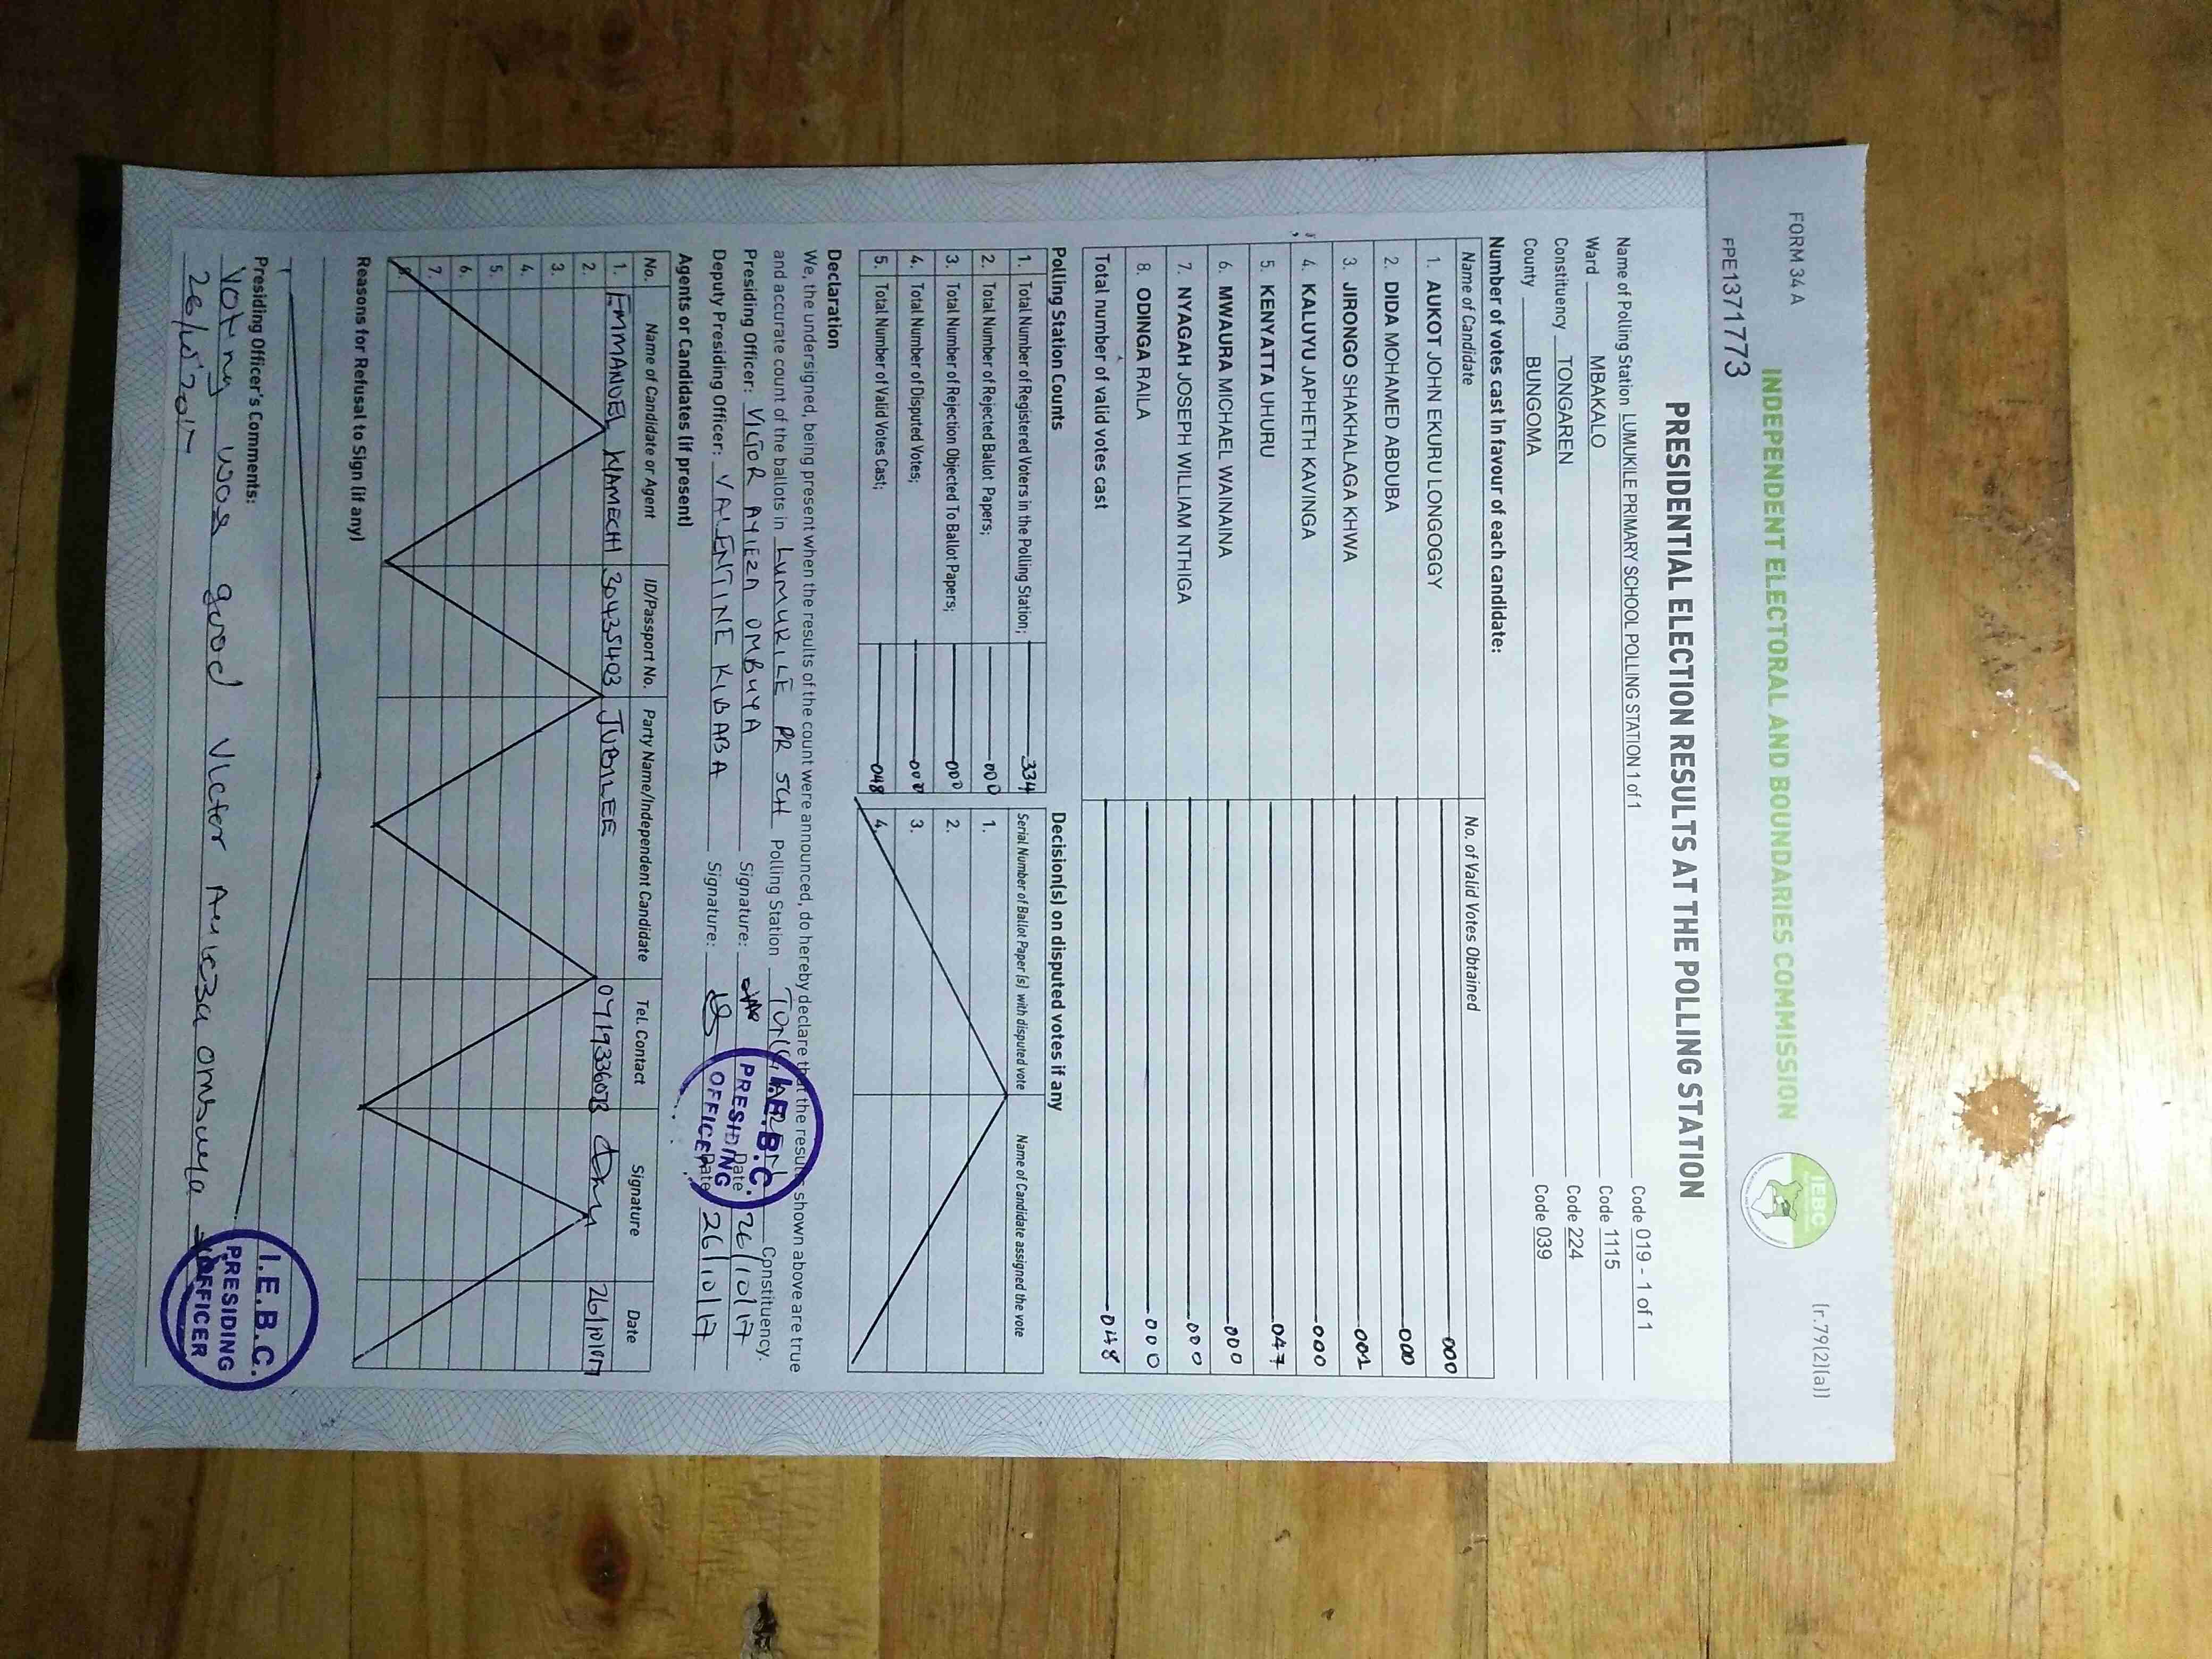 FORM 34 A
(r.79(2)(a))
INDEPENDENT ELECTORAL AND BOUNDARIES COMMISSION
IEBC
FPE1371773
PRESIDENTIAL ELECTION RESULTS AT THE POLLING STATION
Name of Polling Station LUMUKILE PRIMARY SCHOOL POLLING STATION 1 of 1 Code 019 - 1 of 1
Ward MBAKALO Code 1115
Constituency TONGAREN Code 224
County BUNGOMA Code 039
Number of votes cast in favour of each candidate:
Name of Candidate No. of Valid Votes Obtained
1. AUKOT JOHN EKURU LONGOGGY 000
2. DIDA MOHAMED ABDUBA 000
3. JIRONGO SHAKHALAGA KHWA 001
4. KALUYU JAPHETH KAVINGA 000
5. KENYATTA UHURU 047
6. MWAURA MICHAEL WAINAINA 000
7. NYAGAH JOSEPH WILLIAM NTHIGA 000
8. ODINGA RAILA 000
Total number of valid votes cast 048
Polling Station Counts
1. Total Number of Registered Voters in the Polling Station; 334
2. Total Number of Rejected Ballot Papers; 000
3. Total Number of Rejection Objected To Ballot Papers; 000
4. Total Number of Disputed Votes; 000
5. Total Number of Valid Votes Cast; 048
Decision(s) on disputed votes if any
Serial Number of Ballot Paper(s) with disputed vote Name of Candidate assigned the vote
1.
2.
3.
4.
Declaration
We, the undersigned, being present when the results of the count were announced, do hereby declare that the results shown above are true
and accurate count of the ballots in LUMUKILE PR SCH Polling Station TONGAREN Constituency.
Presiding Officer: VICTOR AYIEZA OMBUYA Signature: Date 26/10/17
Deputy Presiding Officer: VALENTINE KIBABA Signature: Date 26/10/17
I.E.B.C.
PRESIDING
OFFICER
Agents or Candidates (if present)
No. Name of Candidate or Agent ID/Passport No. Party Name/Independent Candidate Tel. Contact Signature Date
1. EMMANUEL WAMECHI 30435403 JUBILEE 26/10/017
2.
3.
4.
5.
6.
7.
8.
Reasons for Refusal to Sign (if any)
Presiding Officer's Comments:
Voting was good Victor Ayieza ombuya
26/10/2017
I.E.B.C.
PRESIDING
OFFICER